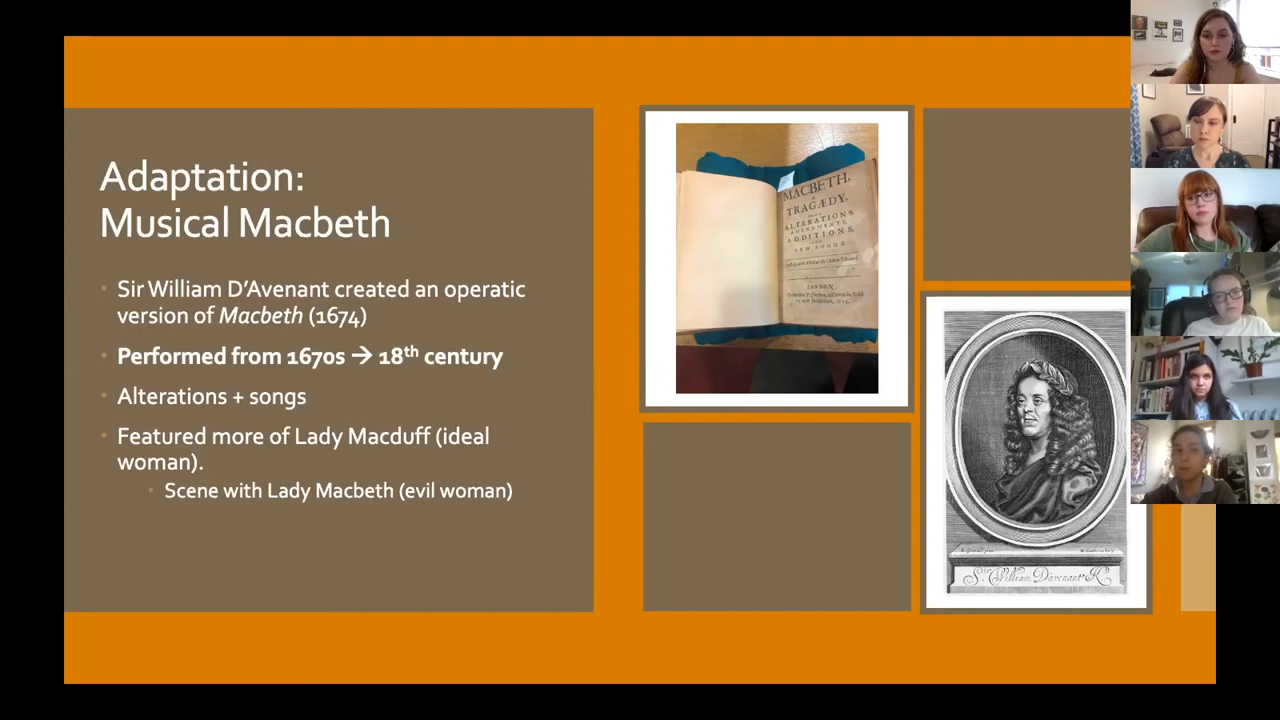 Adaptation:
Musical Macbeth
Sir William D'Avenant created an operatic
version of Macbeth (1674)
Performed from 1670s → 18th century
Alterations + songs
Featured more of Lady Macduff (ideal
woman).
Scene with Lady Macbeth (evil woman)
MACBETH,
TRAGÆDY.
ALTERATIONS,
AMENDMENTS,
ADDITIONS.
AND
NEW SONGS.
LONDON,
Sr. William Davenant Kt